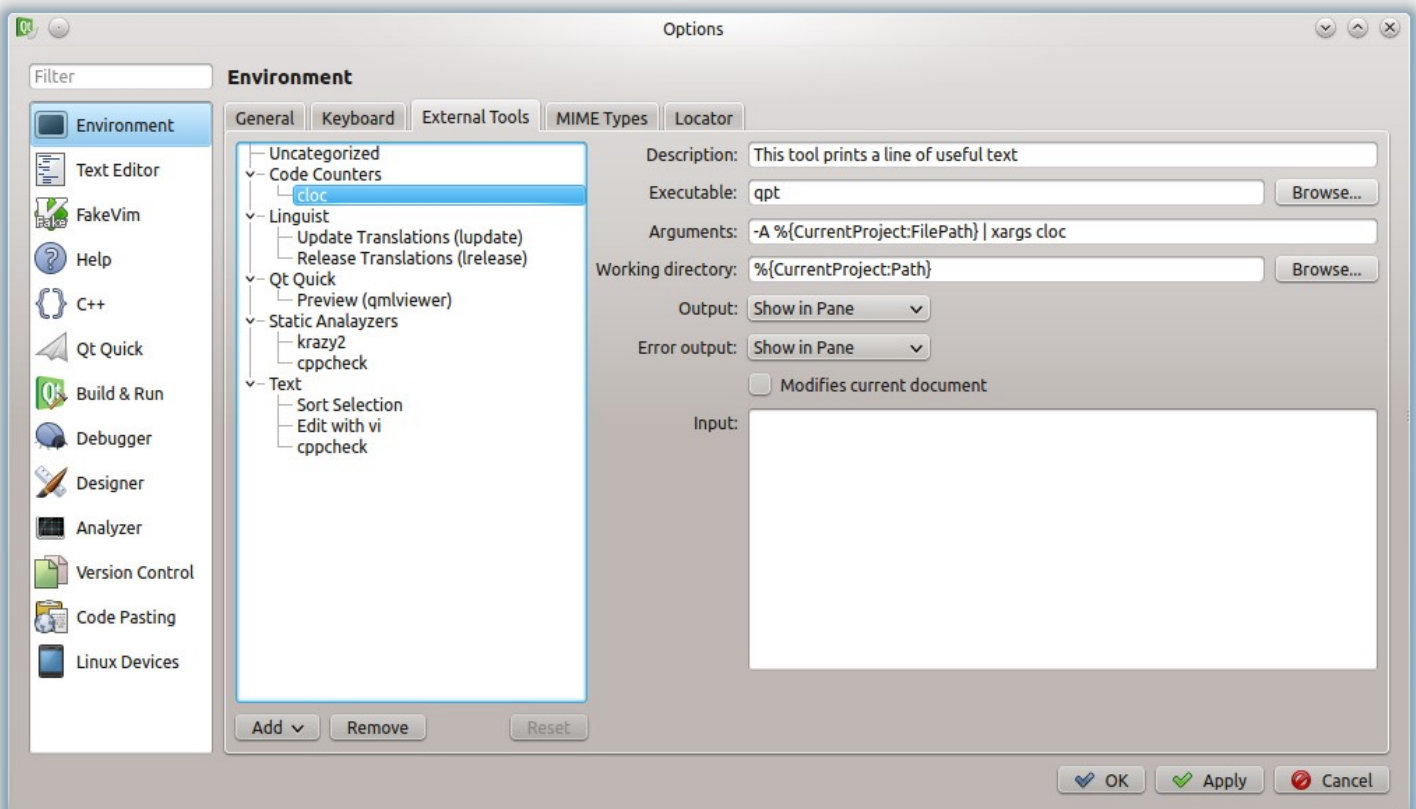 Options
Filter
Environment
Text Editor
FakeVim
Help
C++
Qt Quick
Build & Run
Debugger
Designer
Analyzer
Version Control
Code Pasting
Linux Devices
Environment
General Keyboard External Tools MIME Types Locator
Uncategorized
Code Counters
cloc
Linguist
Update Translations (lupdate)
Release Translations (lrelease)
Qt Quick
Preview (qmlviewer)
Static Analayzers
krazy2
cppcheck
Text
Sort Selection
Edit with vi
cppcheck
Add Remove Reset
Description: This tool prints a line of useful text
Executable: qpt Browse...
Arguments: -A %{CurrentProject:FilePath} | xargs cloc
Working directory: %{CurrentProject:Path} Browse...
Output: Show in Pane
Error output: Show in Pane
Modifies current document
Input:
OK Apply Cancel